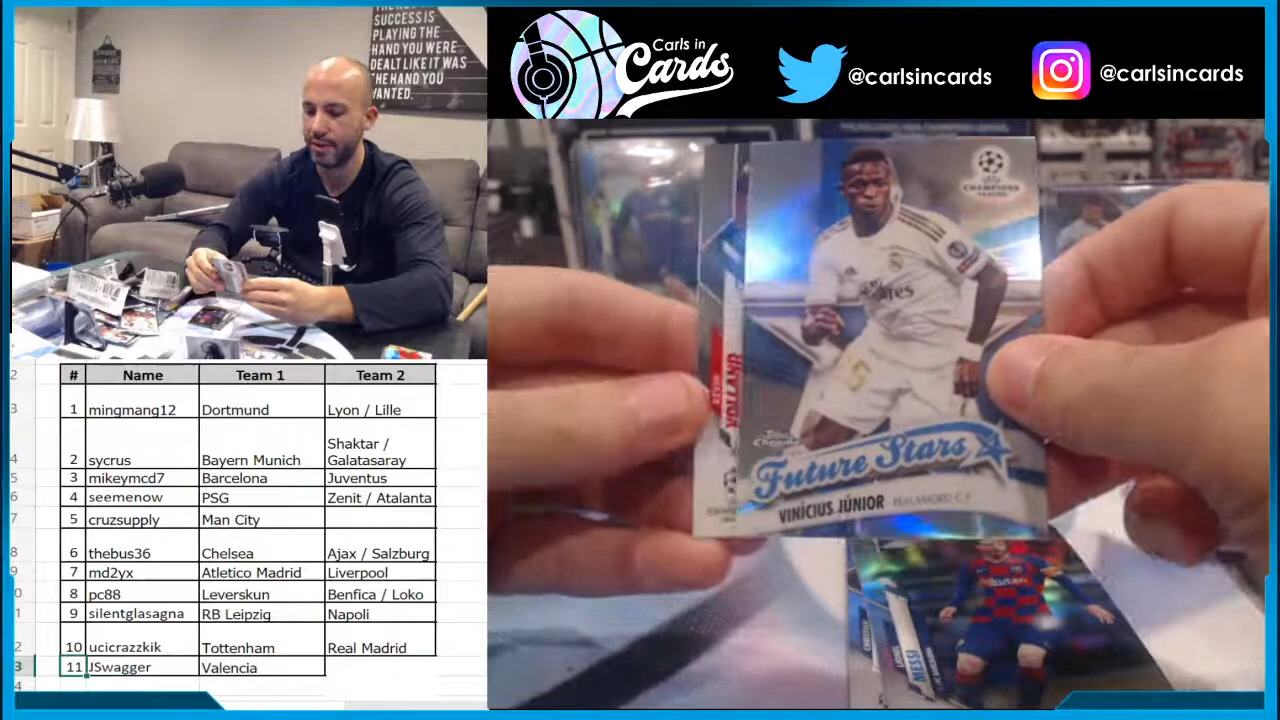 SUCCESS IS
PLAYING THE
HAND YOU WERE
DEALT LIKE IT WAS
THE HAND YOU
WANTED.
Carls in
Cards
@carlsincards
@carlsincards
CHAMPIONS
LEAGUE
HOLLAND
Topps
Chrome
Future Stars
VINÍCIUS JÚNIOR - REAL MADRID C.F.
LIONEL
MESSI
# Name Team 1 Team 2
1 mingmang12 Dortmund Lyon / Lille
Shaktar /
2 sycrus Bayern Munich Galatasaray
3 mikeymcd7 Barcelona Juventus
4 seemenow PSG Zenit / Atalanta
5 cruzsupply Man City
6 thebus36 Chelsea Ajax / Salzburg
7 md2yx Atletico Madrid Liverpool
8 pc88 Leverskun Benfica / Loko
9 silentglasagna RB Leipzig Napoli
10 ucicrazzkik Tottenham Real Madrid
11 JSwagger Valencia